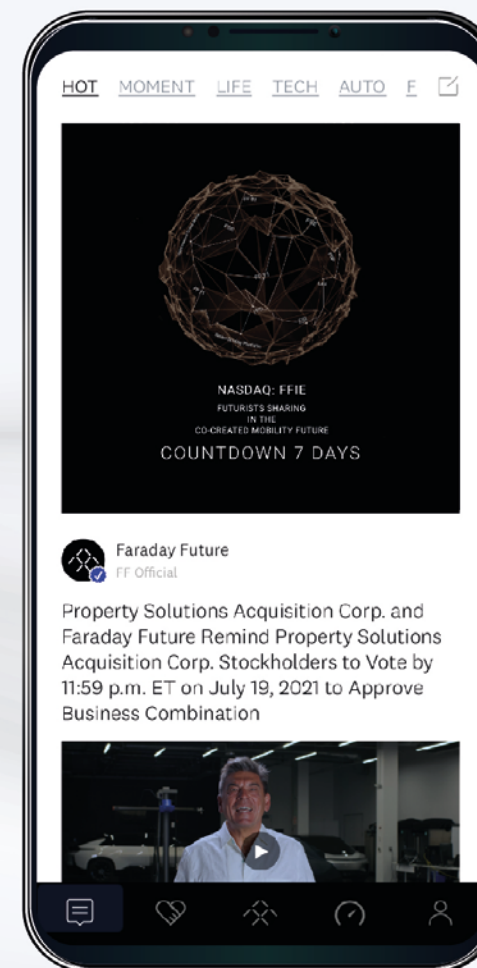 HOT MOMENT LIFE TECH AUTO F
NASDAQ: FFIE
FUTURISTS SHARING
IN THE
CO-CREATED MOBILITY FUTURE
COUNTDOWN 7 DAYS
Faraday Future
FF Official
Property Solutions Acquisition Corp. and
Faraday Future Remind Property Solutions
Acquisition Corp. Stockholders to Vote by
11:59 p.m. ET on July 19, 2021 to Approve
Business Combination